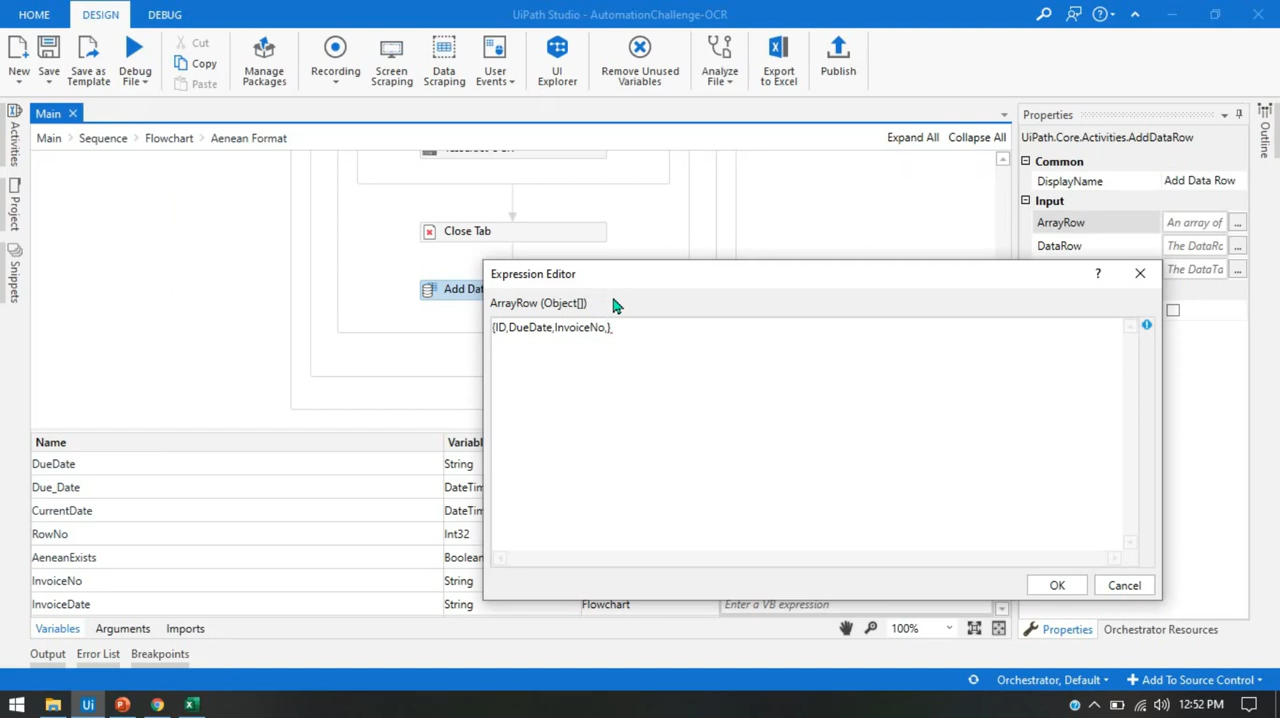 HOME DESIGN DEBUG UiPath Studio - AutomationChallenge-OCR
New Save Save as Template Debug File Cut Copy Paste Manage Packages Recording Screen Scraping Data Scraping User Events UI Explorer Remove Unused Variables Analyze File Export to Excel Publish
Main
Main Sequence Flowchart Aenean Format Expand All Collapse All
Activities
Project
Snippets
Outline
Close Tab
Add Dat
Properties
UiPath.Core.Activities.AddDataRow
Common
DisplayName Add Data Row
Input
ArrayRow An array of ...
DataRow The DataRo ...
The DataTa ...
Expression Editor ?
ArrayRow (Object[])
{ID,DueDate,InvoiceNo,}
OK Cancel
Name Variabl
DueDate String
Due_Date DateTim
CurrentDate DateTim
RowNo Int32
AeneanExists Boolean
InvoiceNo String
InvoiceDate String Flowchart Enter a VB expression
Variables Arguments Imports 100% Properties Orchestrator Resources
Output Error List Breakpoints
Orchestrator, Default Add To Source Control
Ui 12:52 PM